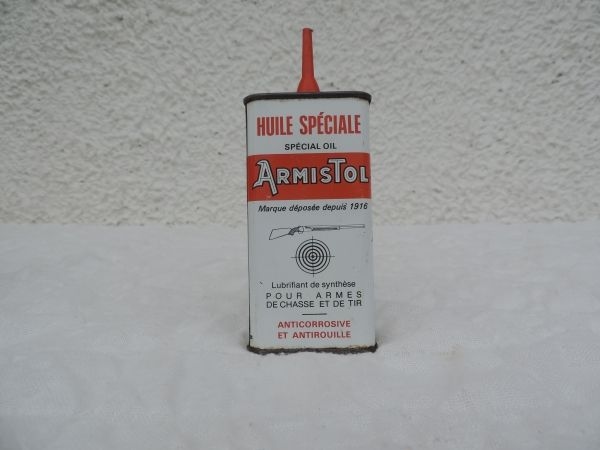 HUILE SPÉCIALE
SPÉCIAL OIL
ARMISTOL
Marque déposée depuis 1916
Lubrifiant de synthèse
POUR ARMES
DE CHASSE ET DE TIR
ANTICORROSIVE
ET ANTIROUILLE